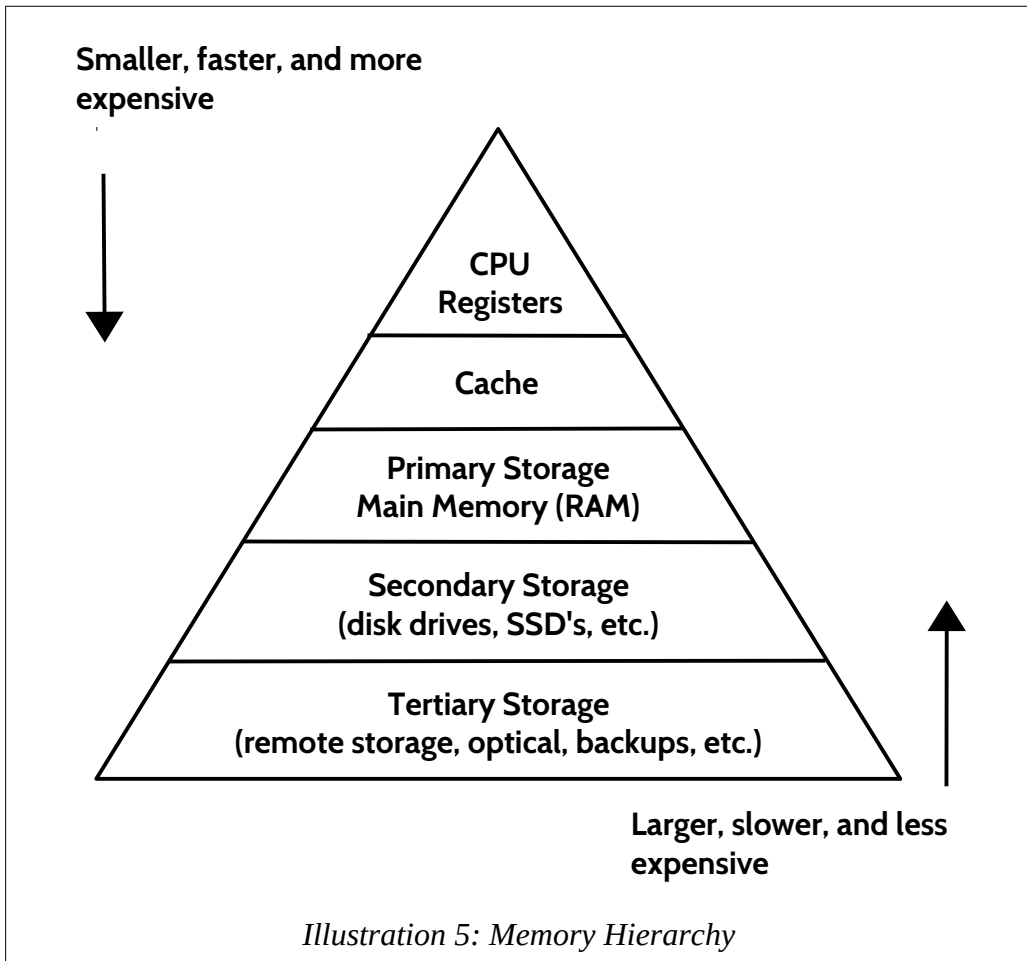 Smaller, faster, and more
expensive
CPU
Registers
Cache
Primary Storage
Main Memory (RAM)
Secondary Storage
(disk drives, SSD's, etc.)
Tertiary Storage
(remote storage, optical, backups, etc.)
Larger, slower, and less
expensive
Illustration 5: Memory Hierarchy